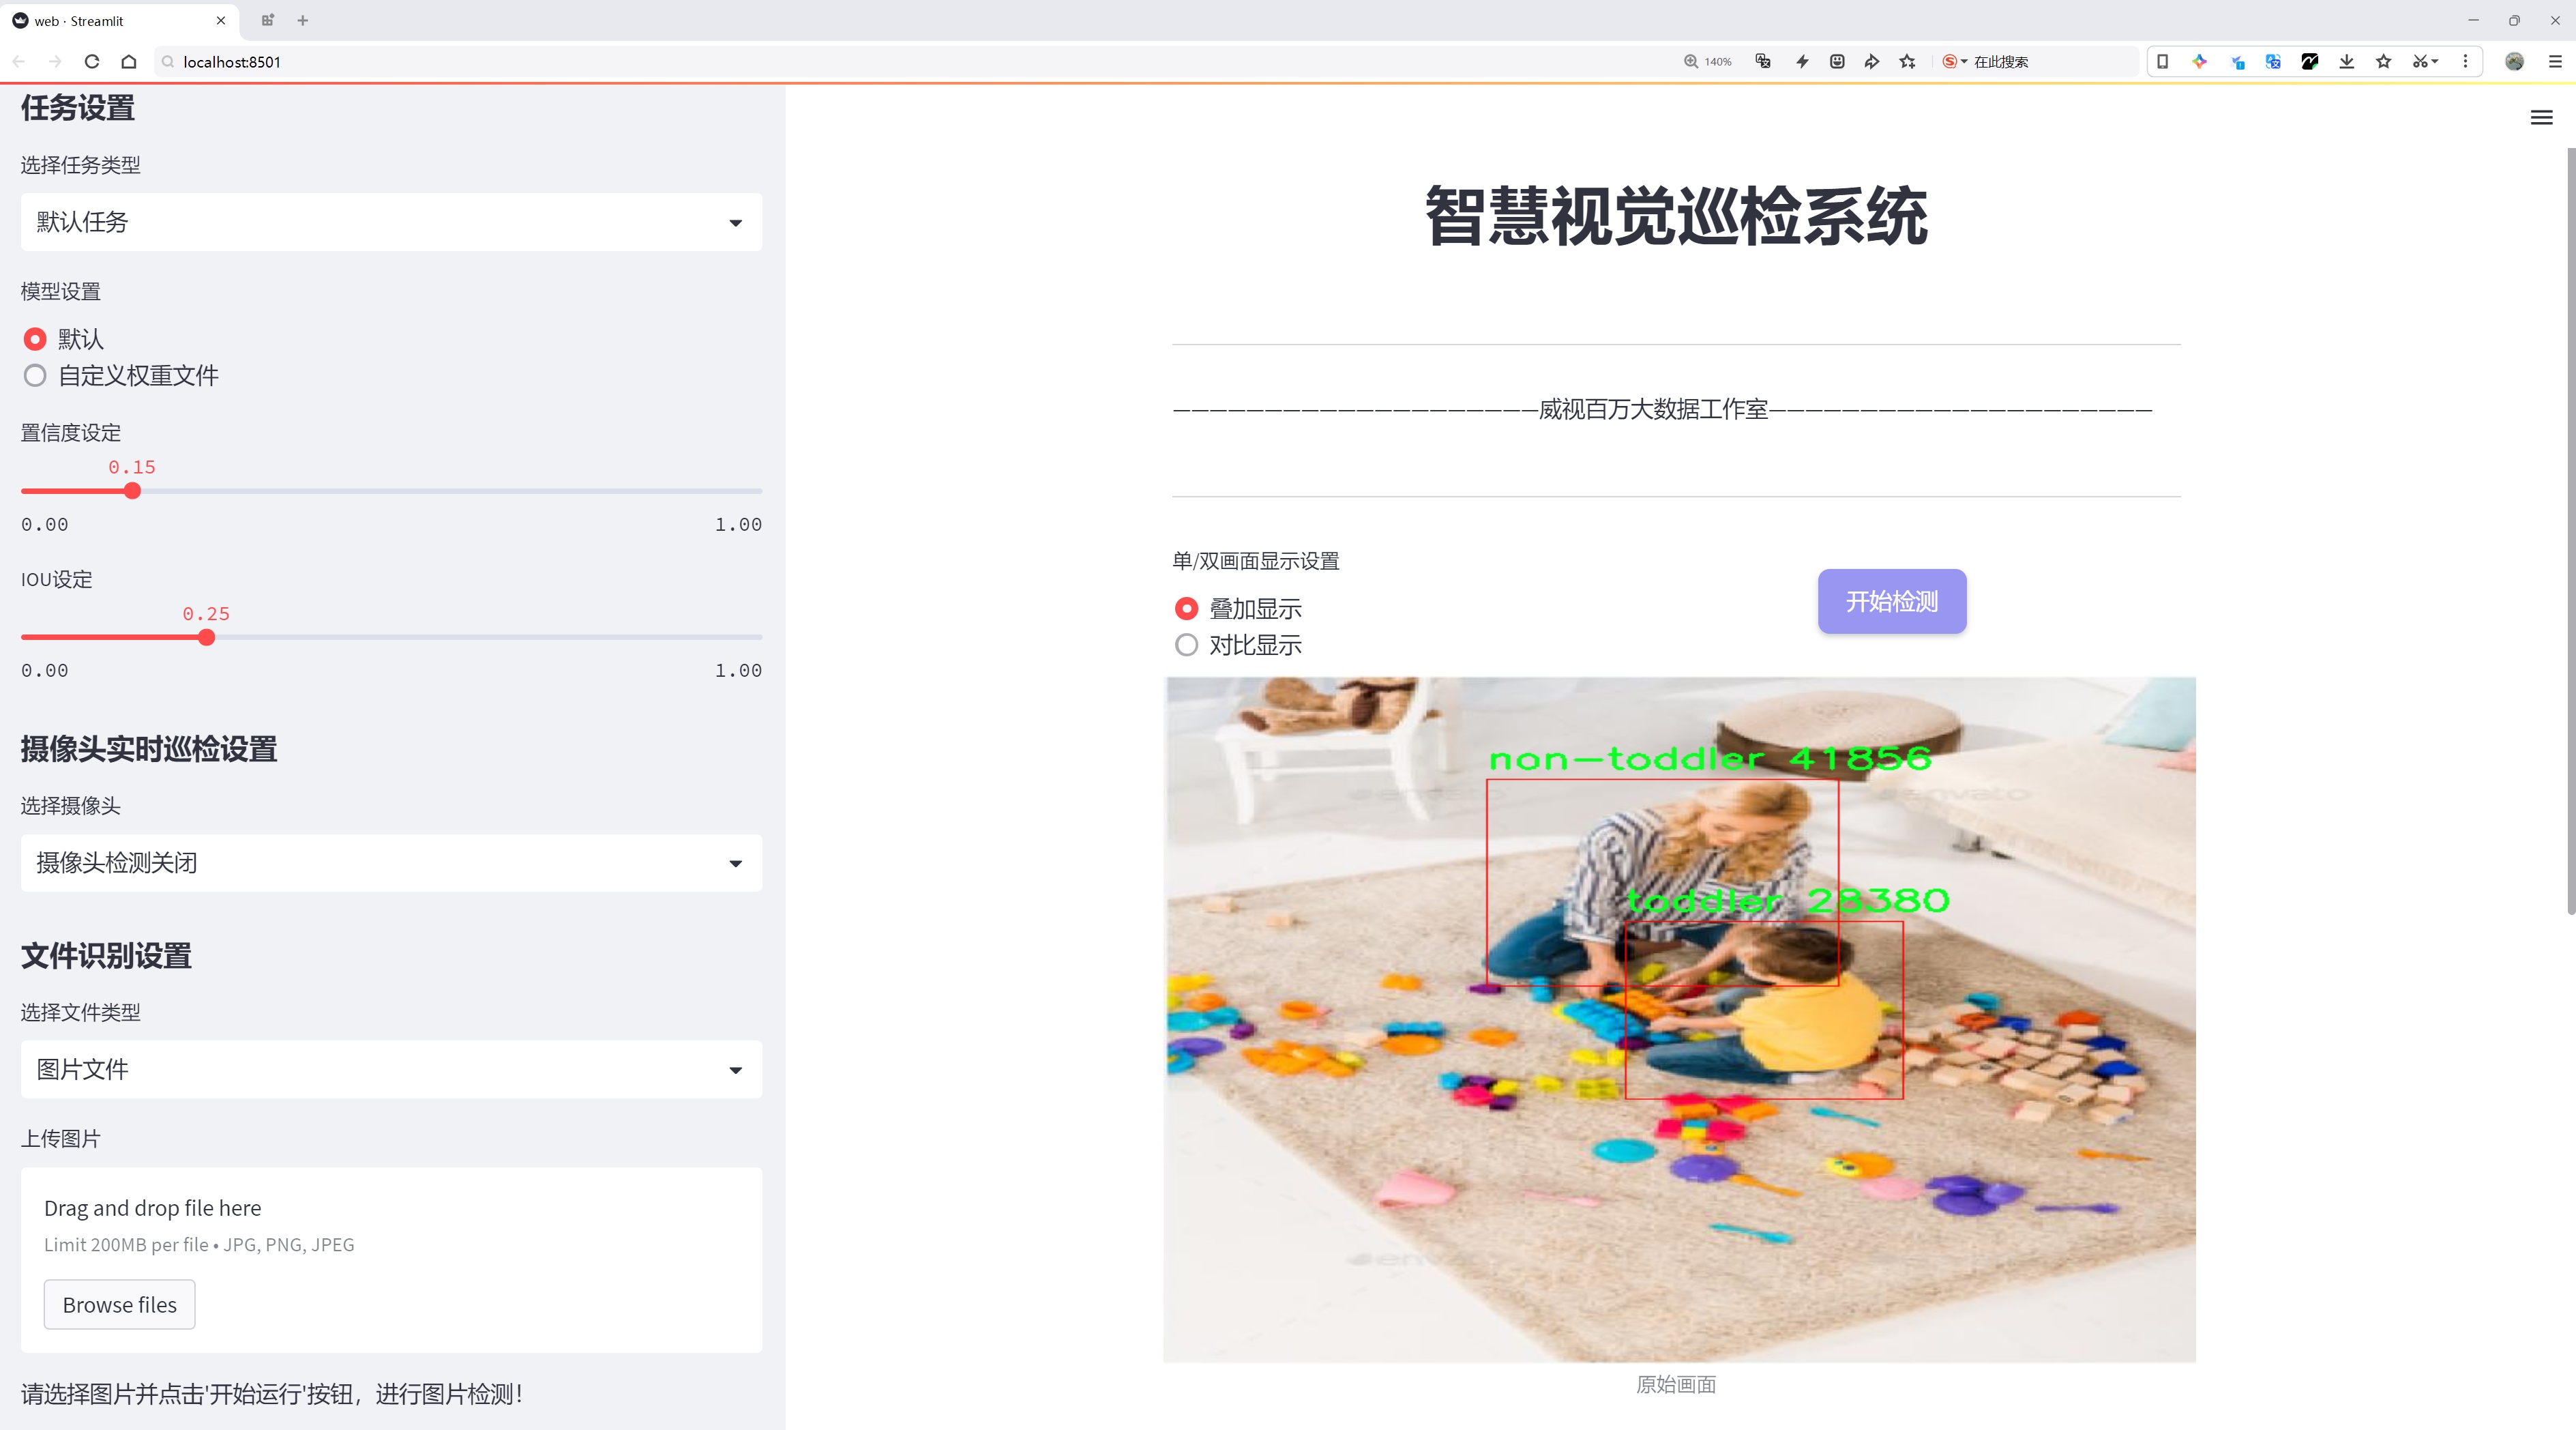 web · Streamlit
localhost:8501
140%
在此搜索
任务设置
选择任务类型
默认任务
模型设置
默认
自定义权重文件
置信度设定
0.15
0.00
1.00
IOU设定
0.25
0.00
1.00
摄像头实时巡检设置
选择摄像头
摄像头检测关闭
文件识别设置
选择文件类型
图片文件
上传图片
Drag and drop file here
Limit 200MB per file • JPG, PNG, JPEG
Browse files
请选择图片并点击'开始运行'按钮，进行图片检测！
智慧视觉巡检系统
————————————————————威视百万大数据工作室—————————————————————
单/双画面显示设置
叠加显示
对比显示
开始检测
non-toddler 41856
toddler 28380
原始画面